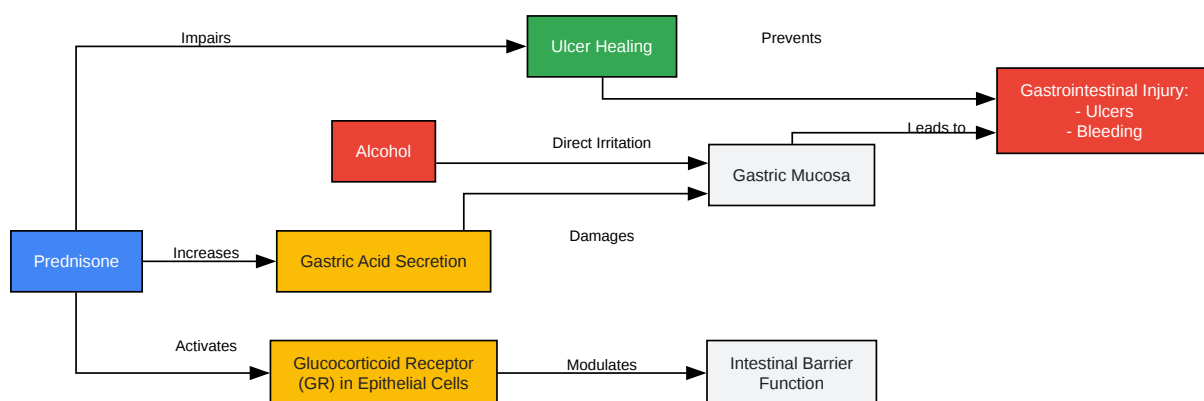 Impairs
Ulcer Healing
Prevents
Gastrointestinal Injury:
- Ulcers
- Bleeding
Leads to
Alcohol
Direct Irritation
Gastric Mucosa
Damages
Prednisone
Increases
Gastric Acid Secretion
Activates
Glucocorticoid Receptor
(GR) in Epithelial Cells
Modulates
Intestinal Barrier
Function